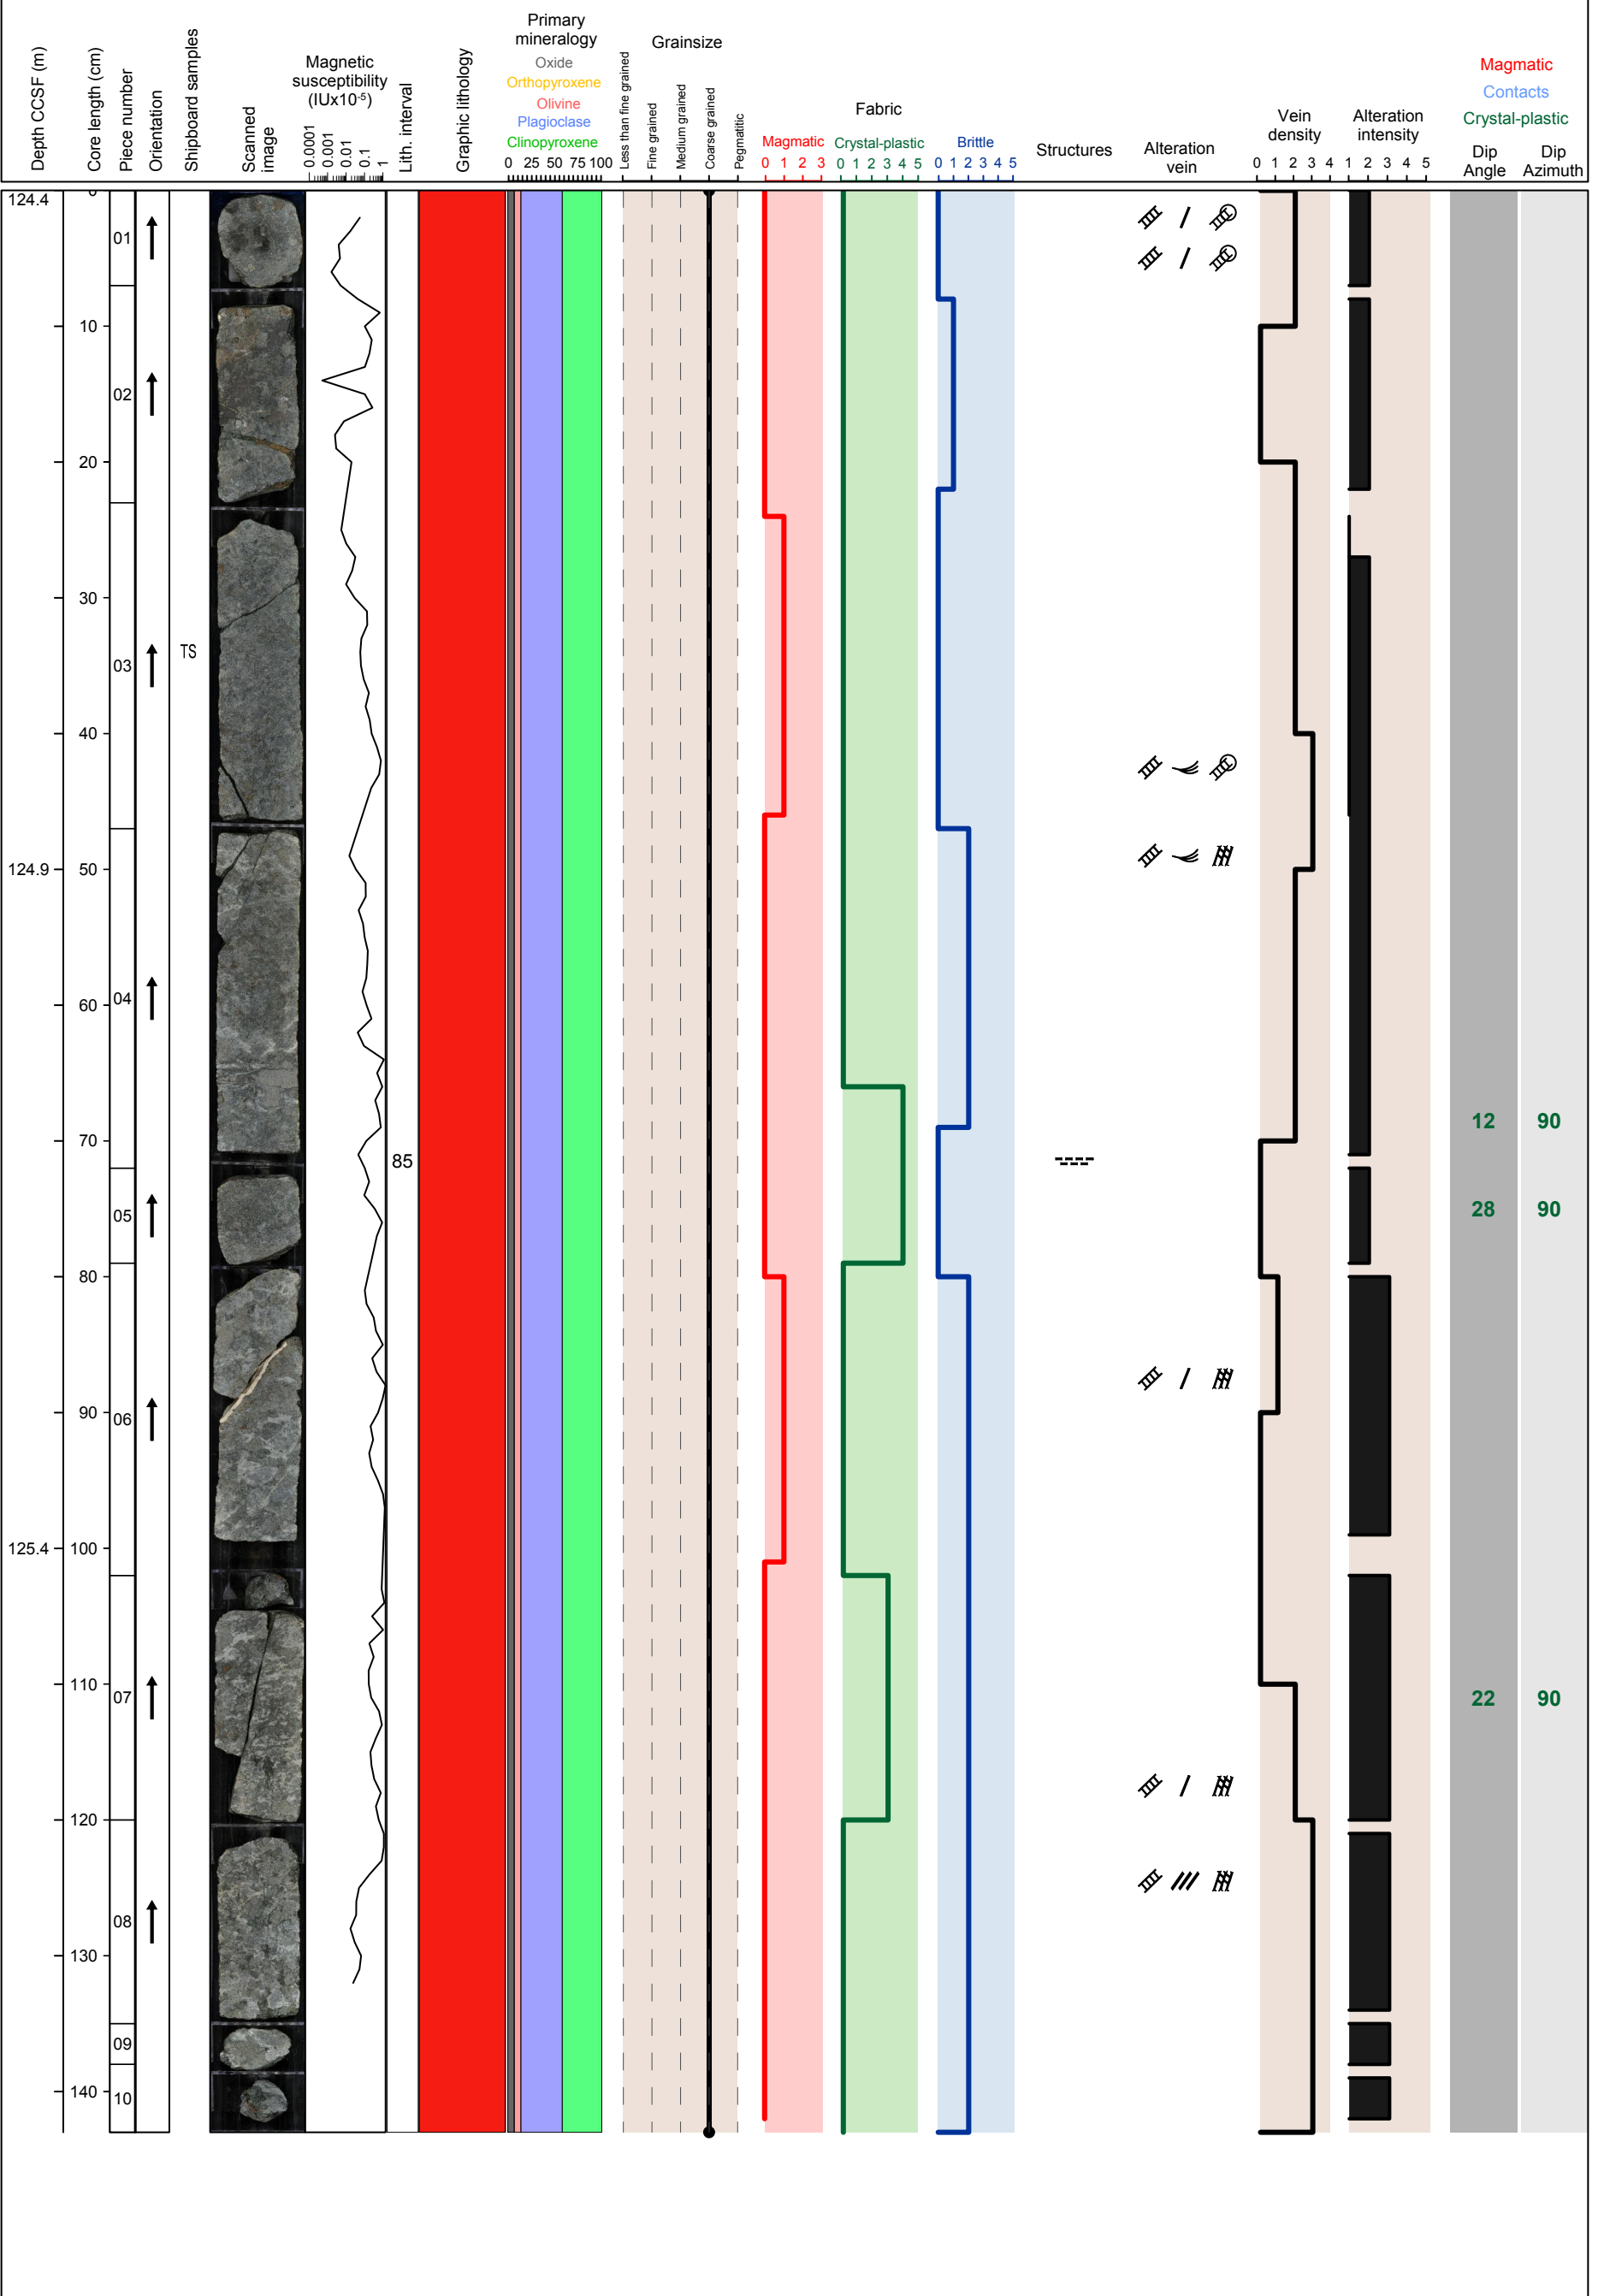 Depth CCSF (m)
Core length (cm)
Piece number
Orientation
Shipboard samples
Scanned
image
Magnetic
susceptibility
(IUx10-5)
0.0001
0.001
0.01
0.1
1
Lith. interval
Graphic lithology
Primary
mineralogy
Oxide
Orthopyroxene
Olivine
Plagioclase
Clinopyroxene
0 25 50 75 100
Grainsize
Less than fine grained
Fine grained
Medium grained
Coarse grained
Pegmatitic
Fabric
Magmatic
0 1 2 3
Crystal-plastic
0 1 2 3 4 5
Brittle
0 1 2 3 4 5
Structures
Alteration
vein
Vein
density
0 1 2 3 4
Alteration
intensity
1 2 3 4 5
Magmatic
Contacts
Crystal-plastic
Dip
Angle
Dip
Azimuth
124.4
0
01
10
02
20
30
03
TS
40
124.9
50
04
60
12 90
70
85
05
28 90
80
90
06
125.4
100
110
07
22 90
120
08
130
09
140
10